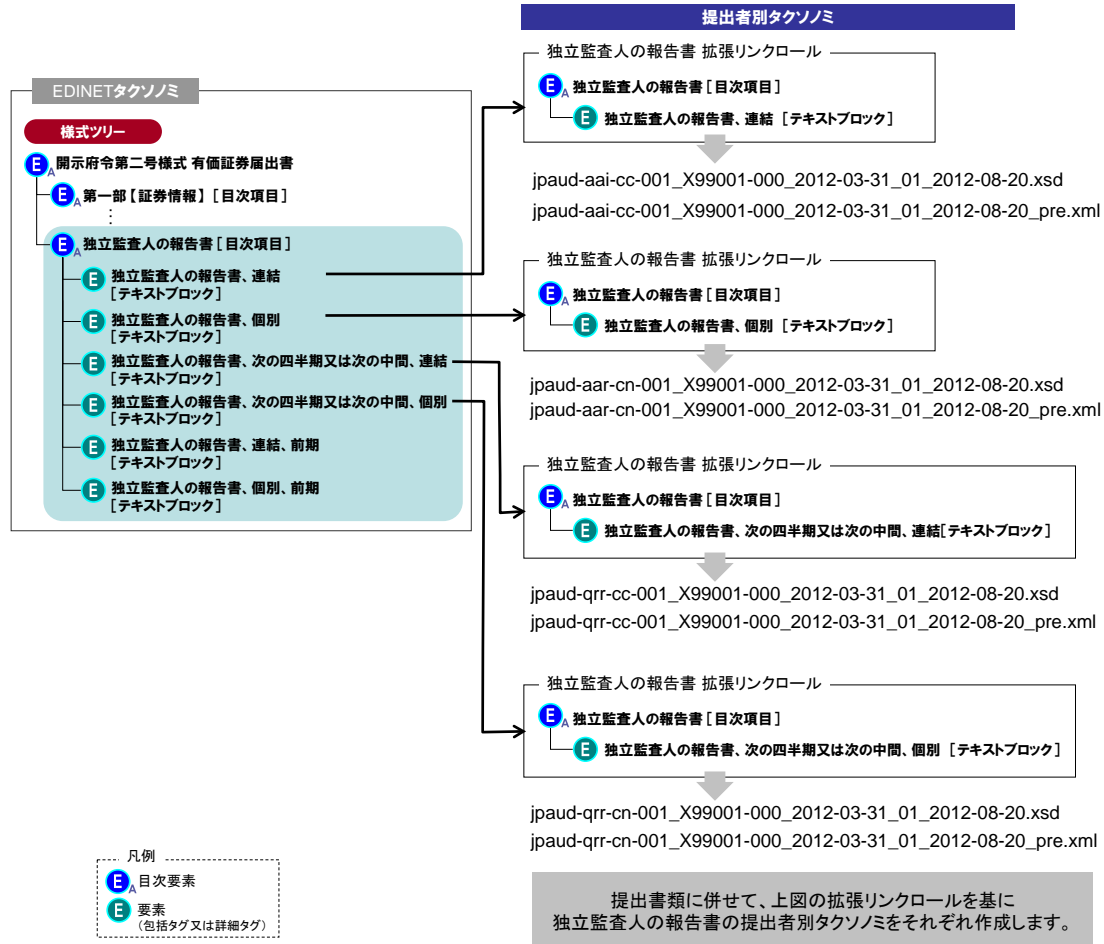 EDINETタクソノミ
様式ツリー
E A 開示府令第二号様式 有価証券届出書
E A 第一部【証券情報】［目次項目］
⋮
E A 独立監査人の報告書［目次項目］
E 独立監査人の報告書、連結
［テキストブロック］
E 独立監査人の報告書、個別
［テキストブロック］
E 独立監査人の報告書、次の四半期又は次の中間、連結
［テキストブロック］
E 独立監査人の報告書、次の四半期又は次の中間、個別
［テキストブロック］
E 独立監査人の報告書、連結、前期
［テキストブロック］
E 独立監査人の報告書、個別、前期
［テキストブロック］
提出者別タクソノミ
独立監査人の報告書 拡張リンクロール
E A 独立監査人の報告書［目次項目］
E 独立監査人の報告書、連結 ［テキストブロック］
jpaud-aai-cc-001_X99001-000_2012-03-31_01_2012-08-20.xsd
jpaud-aai-cc-001_X99001-000_2012-03-31_01_2012-08-20_pre.xml
独立監査人の報告書 拡張リンクロール
E A 独立監査人の報告書［目次項目］
E 独立監査人の報告書、個別 ［テキストブロック］
jpaud-aar-cn-001_X99001-000_2012-03-31_01_2012-08-20.xsd
jpaud-aar-cn-001_X99001-000_2012-03-31_01_2012-08-20_pre.xml
独立監査人の報告書 拡張リンクロール
E A 独立監査人の報告書［目次項目］
E 独立監査人の報告書、次の四半期又は次の中間、連結［テキストブロック］
jpaud-qrr-cc-001_X99001-000_2012-03-31_01_2012-08-20.xsd
jpaud-qrr-cc-001_X99001-000_2012-03-31_01_2012-08-20_pre.xml
独立監査人の報告書 拡張リンクロール
E A 独立監査人の報告書［目次項目］
E 独立監査人の報告書、次の四半期又は次の中間、個別 ［テキストブロック］
jpaud-qrr-cn-001_X99001-000_2012-03-31_01_2012-08-20.xsd
jpaud-qrr-cn-001_X99001-000_2012-03-31_01_2012-08-20_pre.xml
凡例
E A 目次要素
E 要素
（包括タグ又は詳細タグ）
提出書類に併せて、上図の拡張リンクロールを基に
独立監査人の報告書の提出者別タクソノミをそれぞれ作成します。